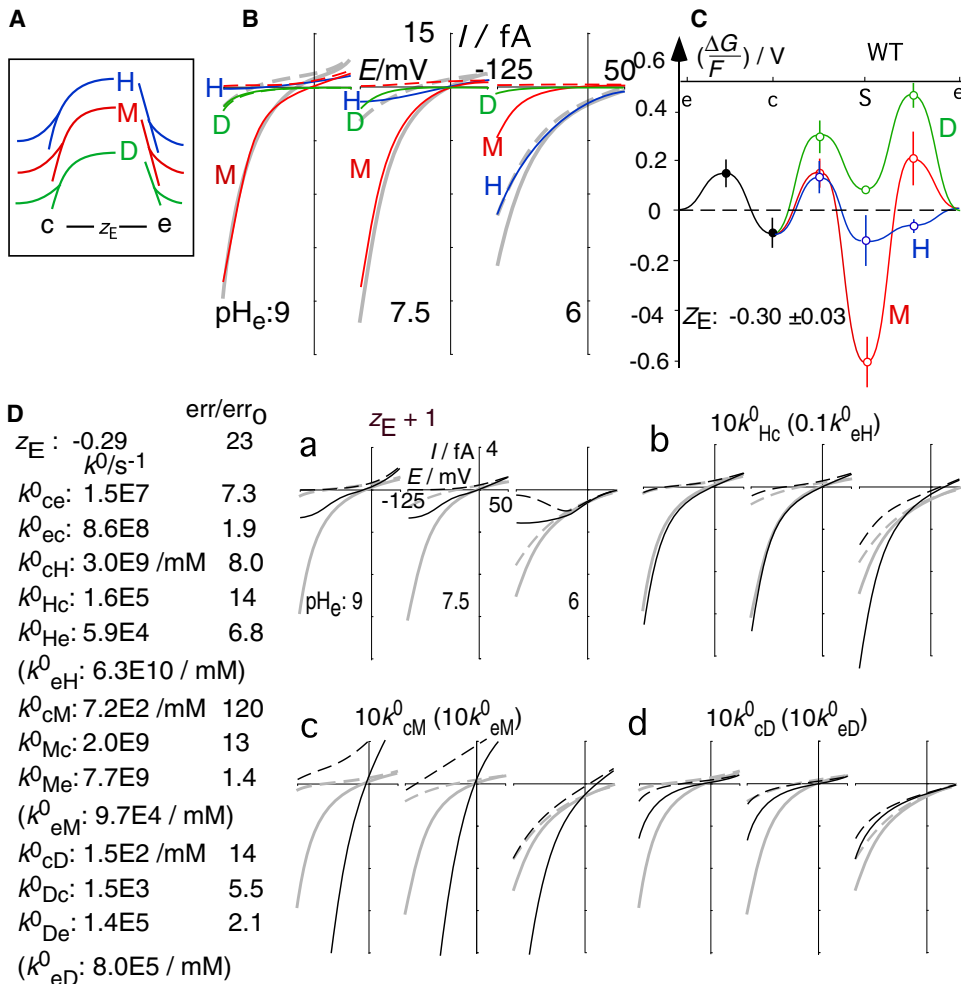 A
H
M
D
c — zE — e
B
15 I / fA
E/mV -125 50
H
D
M
H
D
M
D
M
H
pHe:9 7.5 6
C
0.6 (ΔG/F) / V WT
e c S e
0.4
0.2
0
-0.2
-0.4
-0.6
D
H
M
zE: -0.30 ±0.03
D
err/erro
zE : -0.29 23
k0/s-1
k0ce: 1.5E7 7.3
k0ec: 8.6E8 1.9
k0cH: 3.0E9 /mM 8.0
k0Hc: 1.6E5 14
k0He: 5.9E4 6.8
(k0eH: 6.3E10 / mM)
k0cM: 7.2E2 /mM 120
k0Mc: 2.0E9 13
k0Me: 7.7E9 1.4
(k0eM: 9.7E4 / mM)
k0cD: 1.5E2 /mM 14
k0Dc: 1.5E3 5.5
k0De: 1.4E5 2.1
(k0eD: 8.0E5 / mM)
a
zE + 1
I / fA 4
E / mV
-125 50
pHe: 9 7.5 6
b
10k0Hc (0.1k0eH)
c
10k0cM (10k0eM)
d
10k0cD (10k0eD)